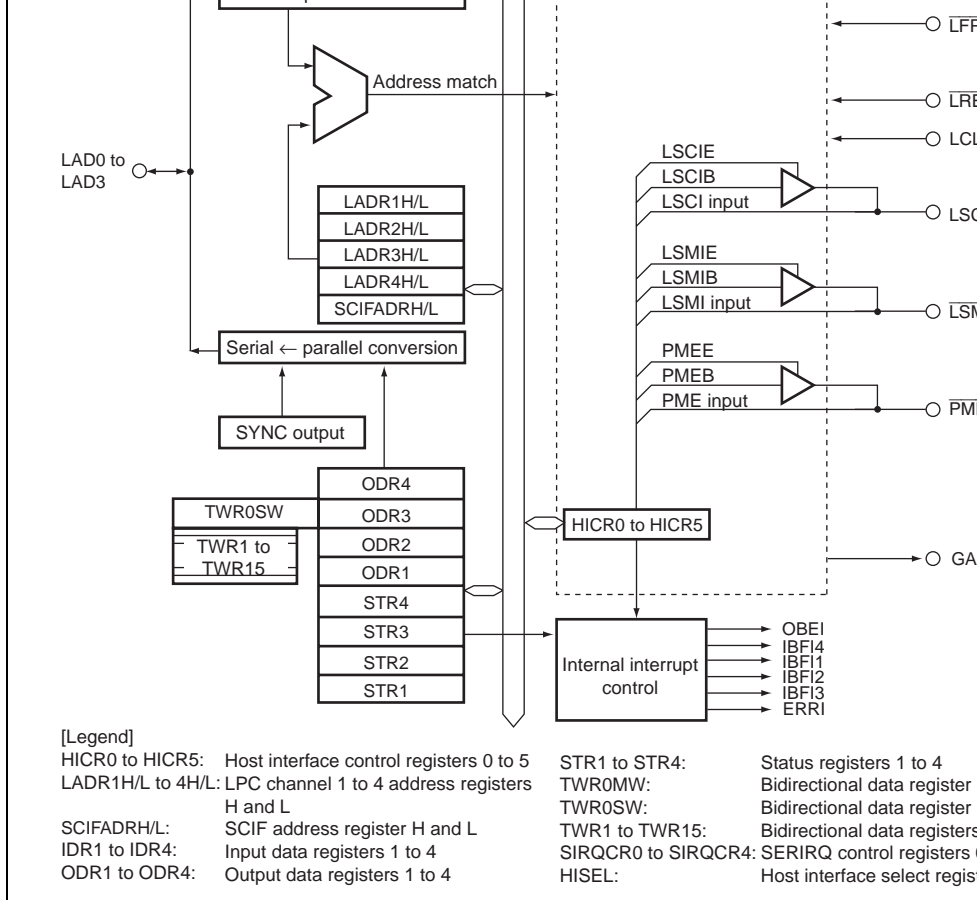 Address match
LAD0 to
LAD3
LADR1H/L
LADR2H/L
LADR3H/L
LADR4H/L
SCIFADRH/L
Serial ← parallel conversion
SYNC output
ODR4
TWR0SW
ODR3
TWR1 to
TWR15
ODR2
ODR1
STR4
STR3
STR2
STR1
LSCIE
LSCIB
LSCI input
LSMIE
LSMIB
LSMI input
PMEE
PMEB
PME input
HICR0 to HICR5
Internal interrupt
control
OBEI
IBFI4
IBFI1
IBFI2
IBFI3
ERRI
GA
[Legend]
HICR0 to HICR5: Host interface control registers 0 to 5
LADR1H/L to 4H/L: LPC channel 1 to 4 address registers
H and L
SCIFADRH/L: SCIF address register H and L
IDR1 to IDR4: Input data registers 1 to 4
ODR1 to ODR4: Output data registers 1 to 4
STR1 to STR4: Status registers 1 to 4
TWR0MW: Bidirectional data register
TWR0SW: Bidirectional data register
TWR1 to TWR15: Bidirectional data registers
SIRQCR0 to SIRQCR4: SERIRQ control registers
HISEL: Host interface select